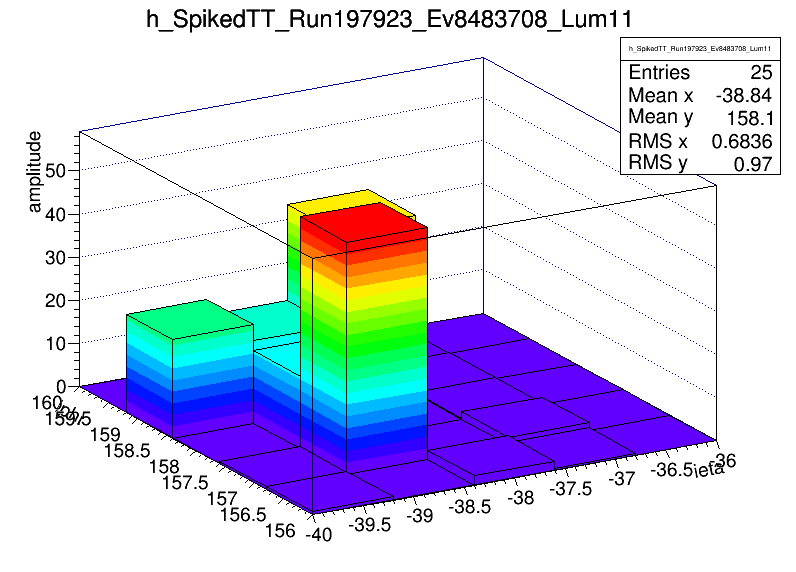 h_SpikedTT_Run197923_Ev8483708_Lum11
h_SpikedTT_Run197923_Ev8483708_Lum11
Entries 25
Mean x -38.84
Mean y 158.1
RMS x 0.6836
RMS y 0.97
amplitude
50
40
30
20
10
0
160
159.5
159
158.5
158
157.5
157
156.5
156
-40
-39.5
-39
-38.5
-38
-37.5
-37
-36.5
-36
ieta